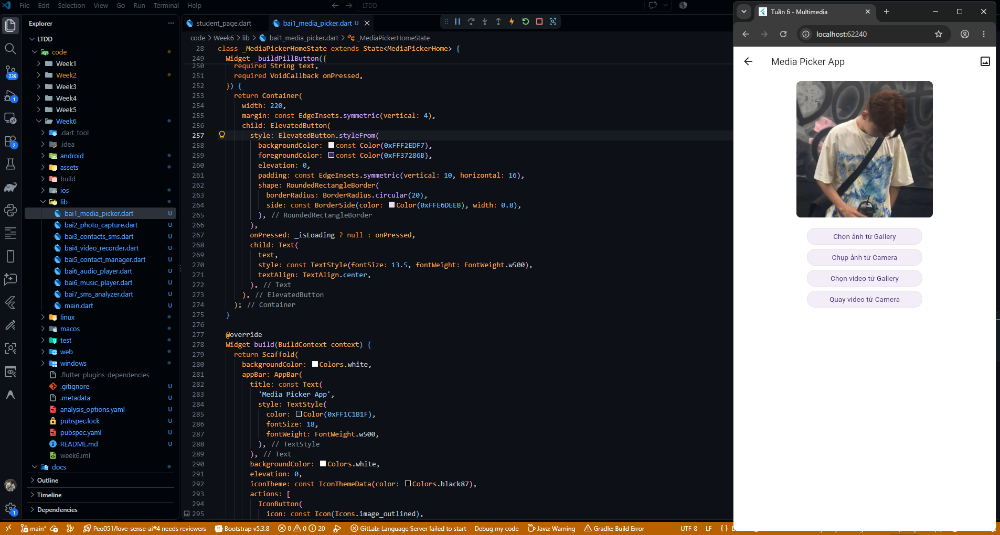 File Edit Selection View Go Run Terminal Help
LTDD
Explorer
LTDD
code
Week1
Week2
Week3
Week4
Week5
Week6
.dart_tool
.idea
android
assets
build
ios
lib
bai1_media_picker.dart U
bai2_photo_capture.dart U
bai3_contacts_sms.dart U
bai4_video_recorder.dart U
bai5_contact_manager.dart U
bai6_audio_player.dart U
bai6_music_player.dart U
bai7_sms_analyzer.dart U
main.dart U
linux
macos
test
web
windows
.flutter-plugins-dependencies
.gitignore U
.metadata U
analysis_options.yaml U
pubspec.lock U
pubspec.yaml U
README.md U
week6.iml
docs
Outline
Timeline
Dependencies
239
1
2
1
student_page.dart
bai1_media_picker.dart U
code > Week6 > lib > bai1_media_picker.dart > _MediaPickerHomeState
28 class _MediaPickerHomeState extends State<MediaPickerHome> {
249 Widget _buildPillButton({
250 required String text,
251 required VoidCallback onPressed,
252 }) {
253 return Container(
254 width: 220,
255 margin: const EdgeInsets.symmetric(vertical: 4),
256 child: ElevatedButton(
257 style: ElevatedButton.styleFrom(
258 backgroundColor: const Color(0xFFF2EDF7),
259 foregroundColor: const Color(0xFF37286B),
260 elevation: 0,
261 padding: const EdgeInsets.symmetric(vertical: 10, horizontal: 16),
262 shape: RoundedRectangleBorder(
263 borderRadius: BorderRadius.circular(20),
264 side: const BorderSide(color: Color(0xFFE6DEEB), width: 0.8),
265 ), // RoundedRectangleBorder
266 ),
267 onPressed: _isLoading ? null : onPressed,
268 child: Text(
269 text,
270 style: const TextStyle(fontSize: 13.5, fontWeight: FontWeight.w500),
271 textAlign: TextAlign.center,
272 ), // Text
273 ), // ElevatedButton
274 ); // Container
275 }
276
277 @override
278 Widget build(BuildContext context) {
279 return Scaffold(
280 backgroundColor: Colors.white,
281 appBar: AppBar(
282 title: const Text(
283 'Media Picker App',
284 style: TextStyle(
285 color: Color(0xFF1C1B1F),
286 fontSize: 18,
287 fontWeight: FontWeight.w500,
288 ), // TextStyle
289 ), // Text
290 backgroundColor: Colors.white,
291 elevation: 0,
292 iconTheme: const IconThemeData(color: Colors.black87),
293 actions: [
294 IconButton(
295 icon: const Icon(Icons.image_outlined),
Tuần 6 - Multimedia
localhost:62240
Media Picker App
Chọn ảnh từ Gallery
Chụp ảnh từ Camera
Chọn video từ Gallery
Quay video từ Camera
main* Peo051/love-sense-ai#4 needs reviewers Bootstrap v5.3.8 0 0 20 GitLab: Language Server failed to start Debug my code Java: Warning Gradle: Build Error UTF-8 LF { }